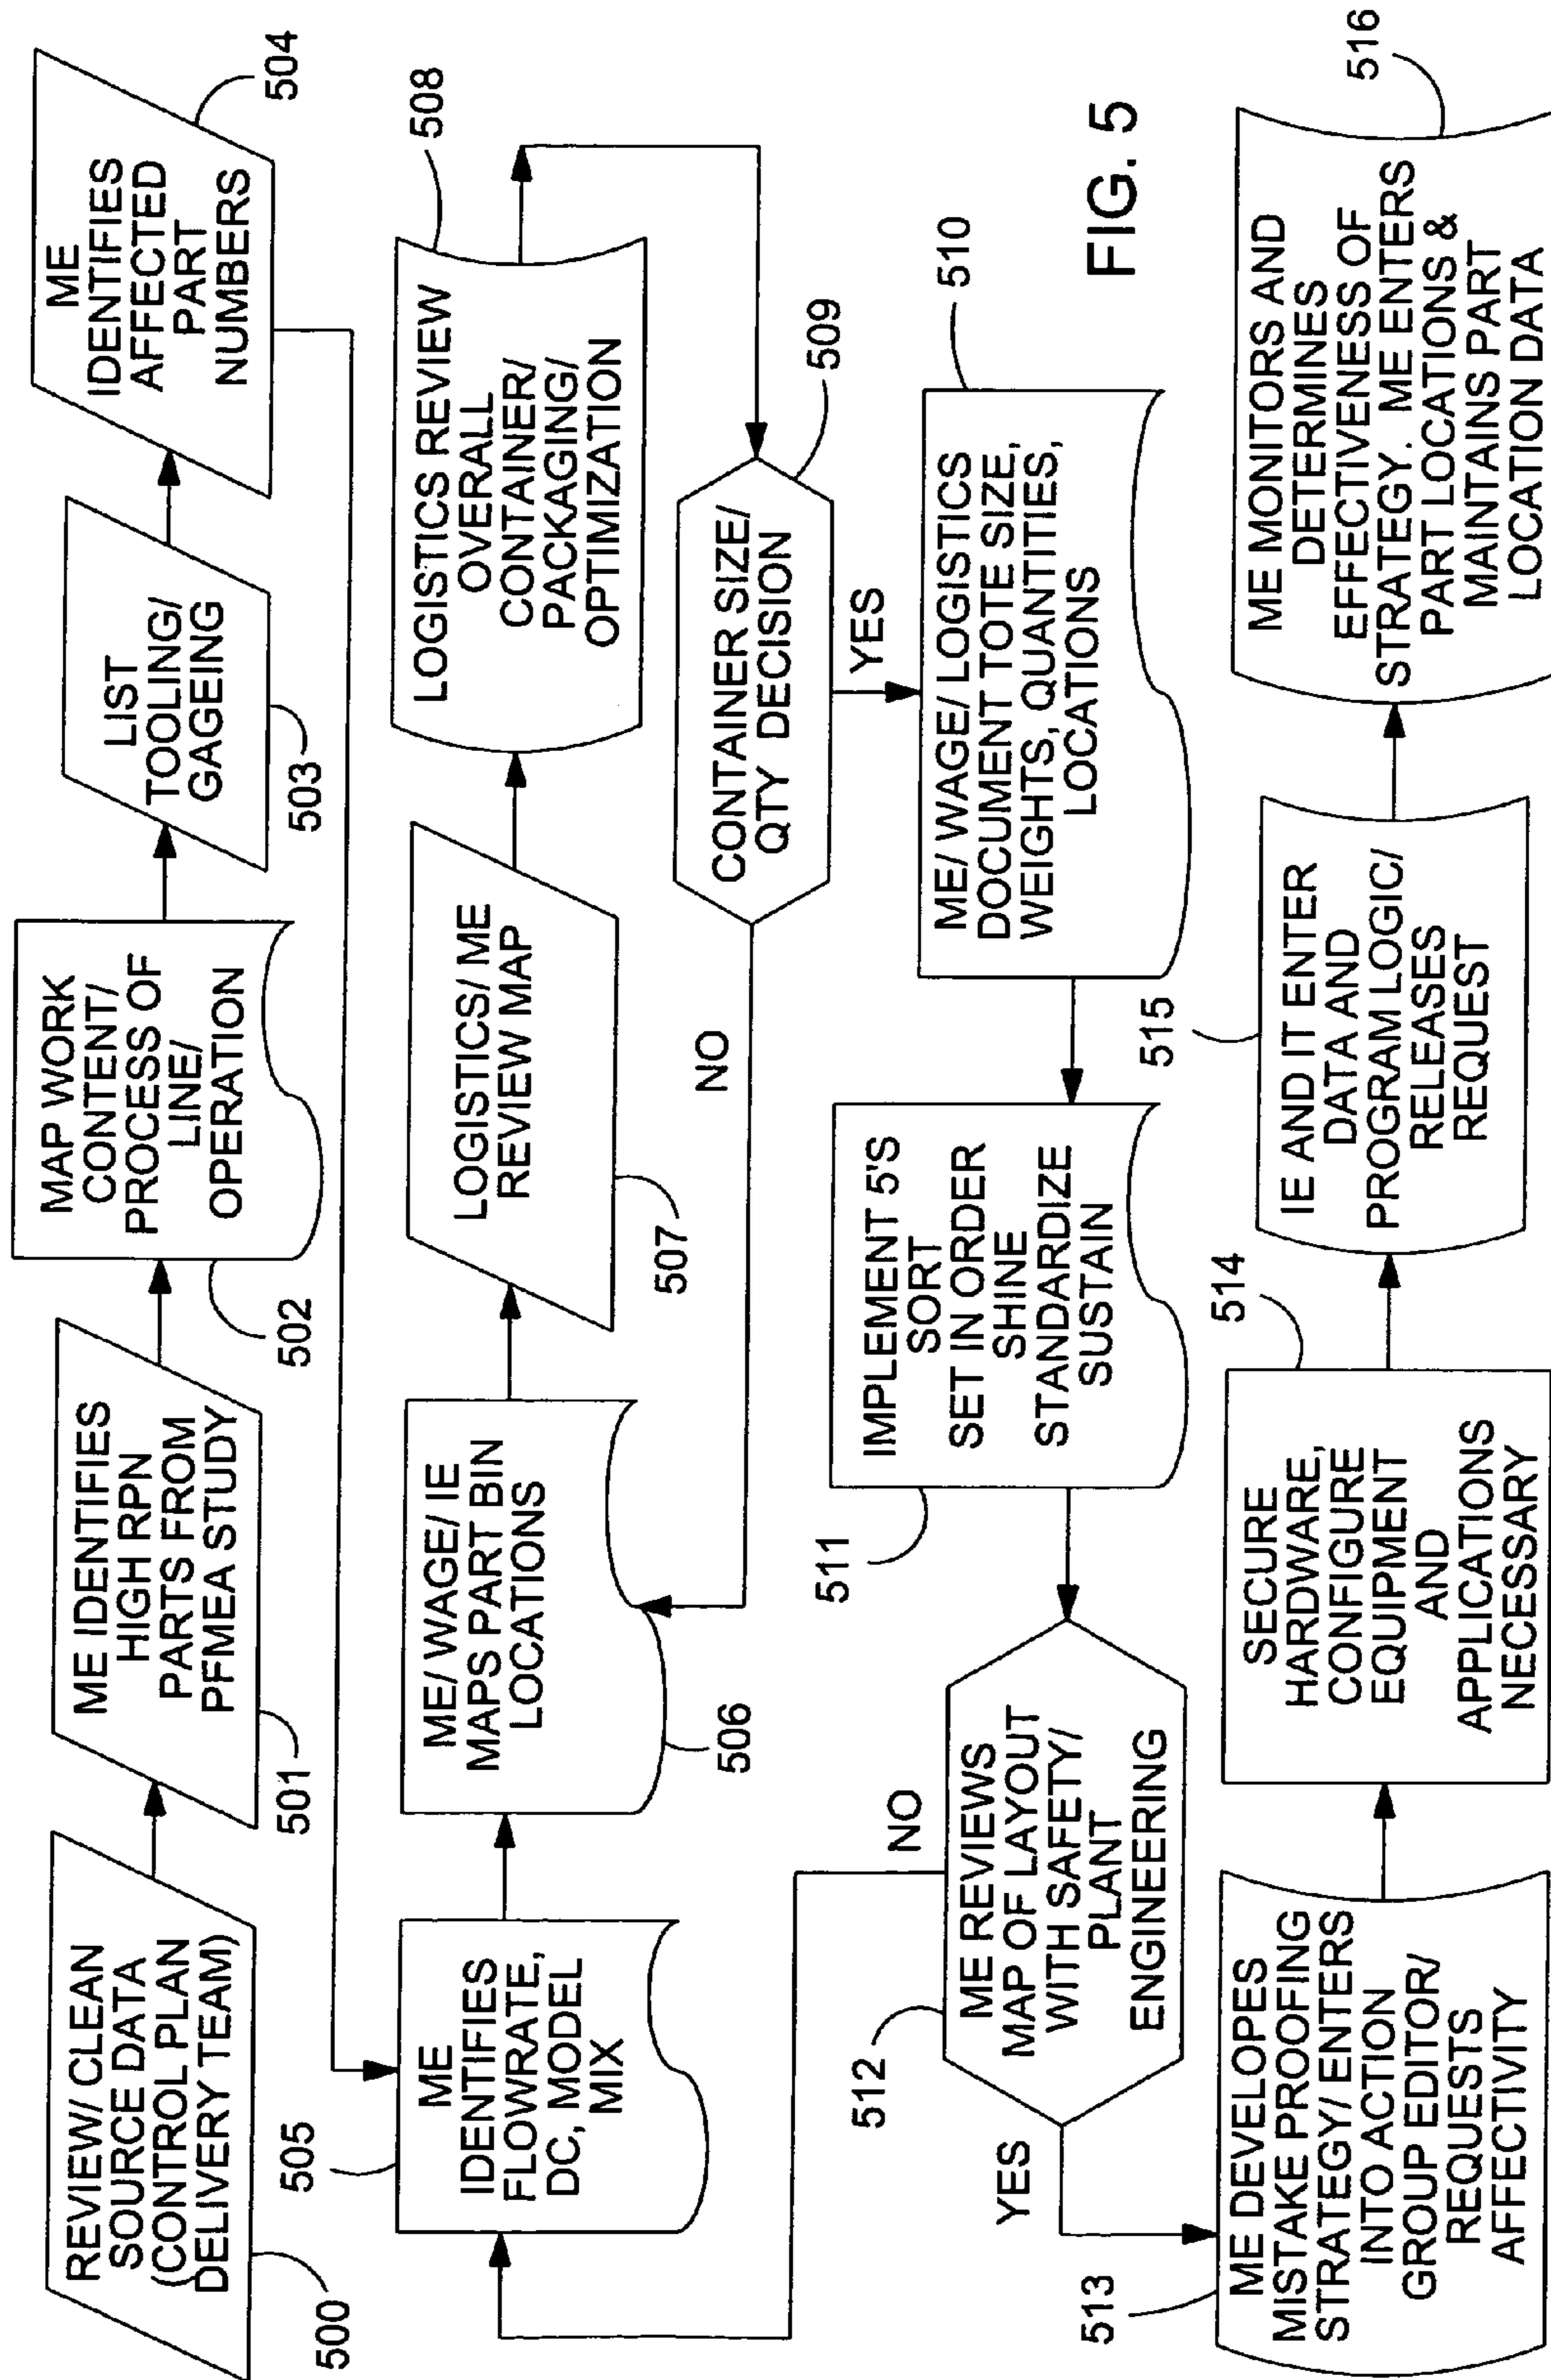 REVIEW/ CLEAN
SOURCE DATA
(CONTROL PLAN
DELIVERY TEAM)
500
ME IDENTIFIES
HIGH RPN
PARTS FROM
PFMEA STUDY
501
MAP WORK
CONTENT/
PROCESS OF
LINE/
OPERATION
502
LIST
TOOLING/
GAGEING
503
ME
IDENTIFIES
AFFECTED
PART
NUMBERS
504
505
ME
IDENTIFIES
FLOWRATE,
DC, MODEL
MIX
ME/ WAGE/ IE
MAPS PART BIN
LOCATIONS
506
LOGISTICS/ ME
REVIEW MAP
507
LOGISTICS REVIEW
OVERALL
CONTAINER/
PACKAGING/
OPTIMIZATION
508
CONTAINER SIZE/
QTY DECISION
509
NO
YES
ME/ WAGE/ LOGISTICS
DOCUMENT TOTE SIZE,
WEIGHTS, QUANTITIES,
LOCATIONS
510
IMPLEMENT 5'S
SORT
SET IN ORDER
SHINE
STANDARDIZE
SUSTAIN
511
ME REVIEWS
MAP OF LAYOUT
WITH SAFETY/
PLANT
ENGINEERING
512
NO
YES
ME DEVELOPES
MISTAKE PROOFING
STRATEGY/ ENTERS
INTO ACTION
GROUP EDITOR/
REQUESTS
AFFECTIVITY
513
SECURE
HARDWARE,
CONFIGURE
EQUIPMENT
AND
APPLICATIONS
NECESSARY
514
IE AND IT ENTER
DATA AND
PROGRAM LOGIC/
RELEASES
REQUEST
515
ME MONITORS AND
DETERMINES
EFFECTIVENESS OF
STRATEGY. ME ENTERS
PART LOCATIONS &
MAINTAINS PART
LOCATION DATA
516
FIG. 5